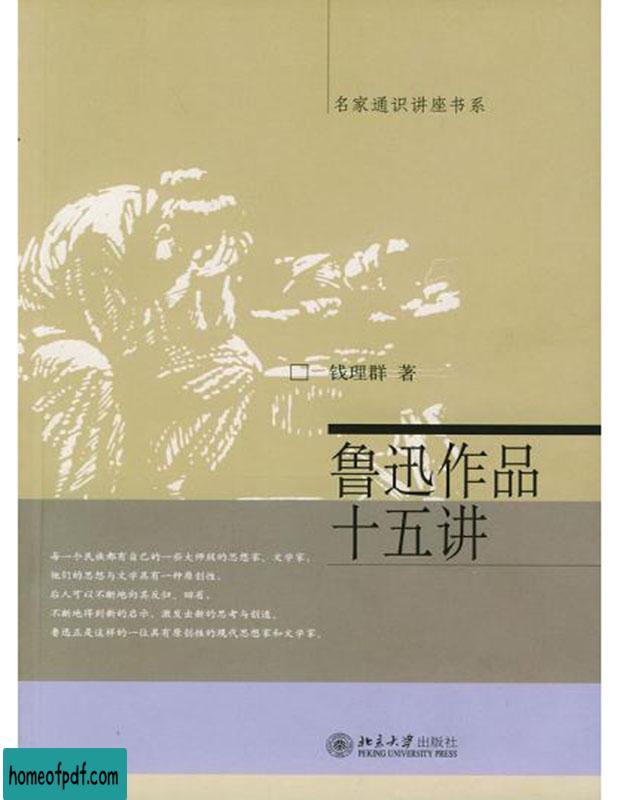 名家通识讲座书系
钱理群 著
鲁迅作品
十五讲
每一个民族都有自己的一些大师级的思想家、文学家，
他们的思想与文学具有一种原创性。
后人可以不断地向其反归、回省，
不断地得到新的启示，激发出新的思考与创造。
鲁迅正是这样的一位具有原创性的现代思想家和文学家。
北京大学出版社
PEKING UNIVERSITY PRESS
homeofpdf.com